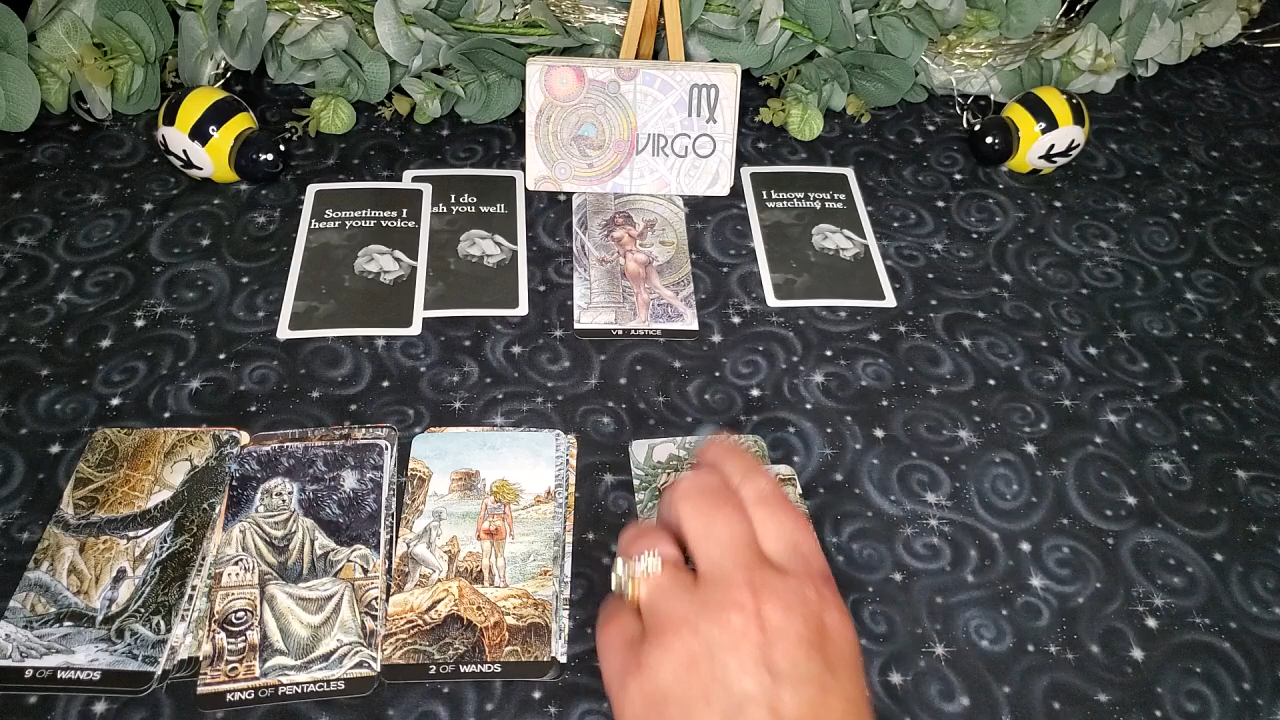 ♍
VIRGO
Sometimes I
hear your voice.
I do
sh you well.
I know you're
watching me.
VIII · JUSTICE
9 OF WANDS
KING OF PENTACLES
2 OF WANDS